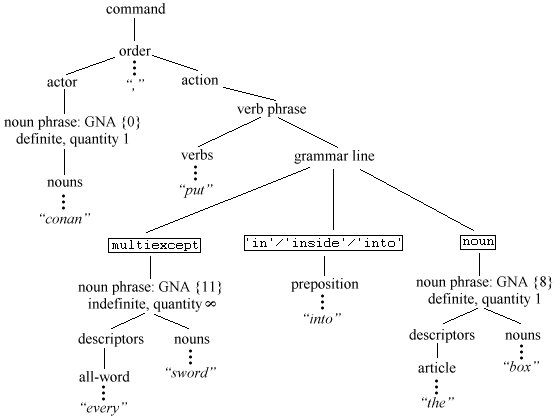 command
order
actor
“,”
action
noun phrase: GNA {0}
definite, quantity 1
verb phrase
verbs
grammar line
nouns
“put”
“conan”
multiexcept
'in'/'inside'/'into'
noun
noun phrase: GNA {11}
indefinite, quantity ∞
preposition
noun phrase: GNA {8}
definite, quantity 1
“into”
descriptors
nouns
descriptors
nouns
all-word
“sword”
article
“box”
“every”
“the”